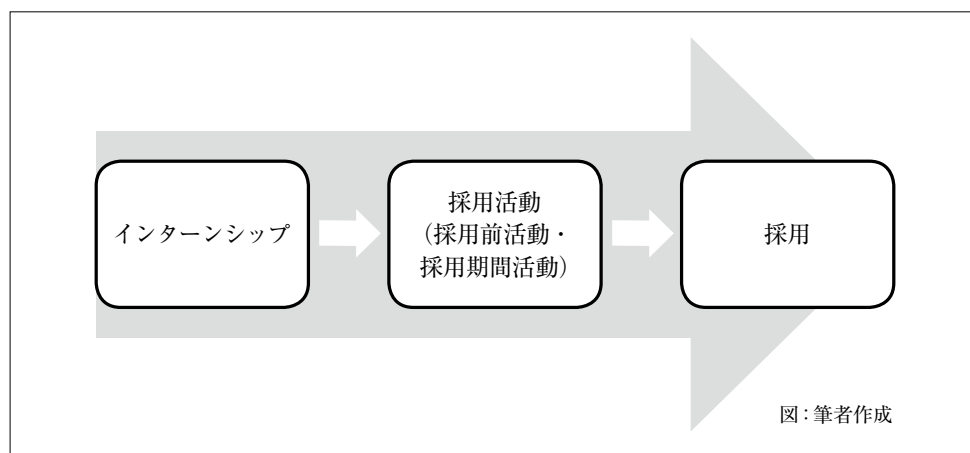 インターンシップ
採用活動
（採用前活動・
採用期間活動）
採用
図：筆者作成